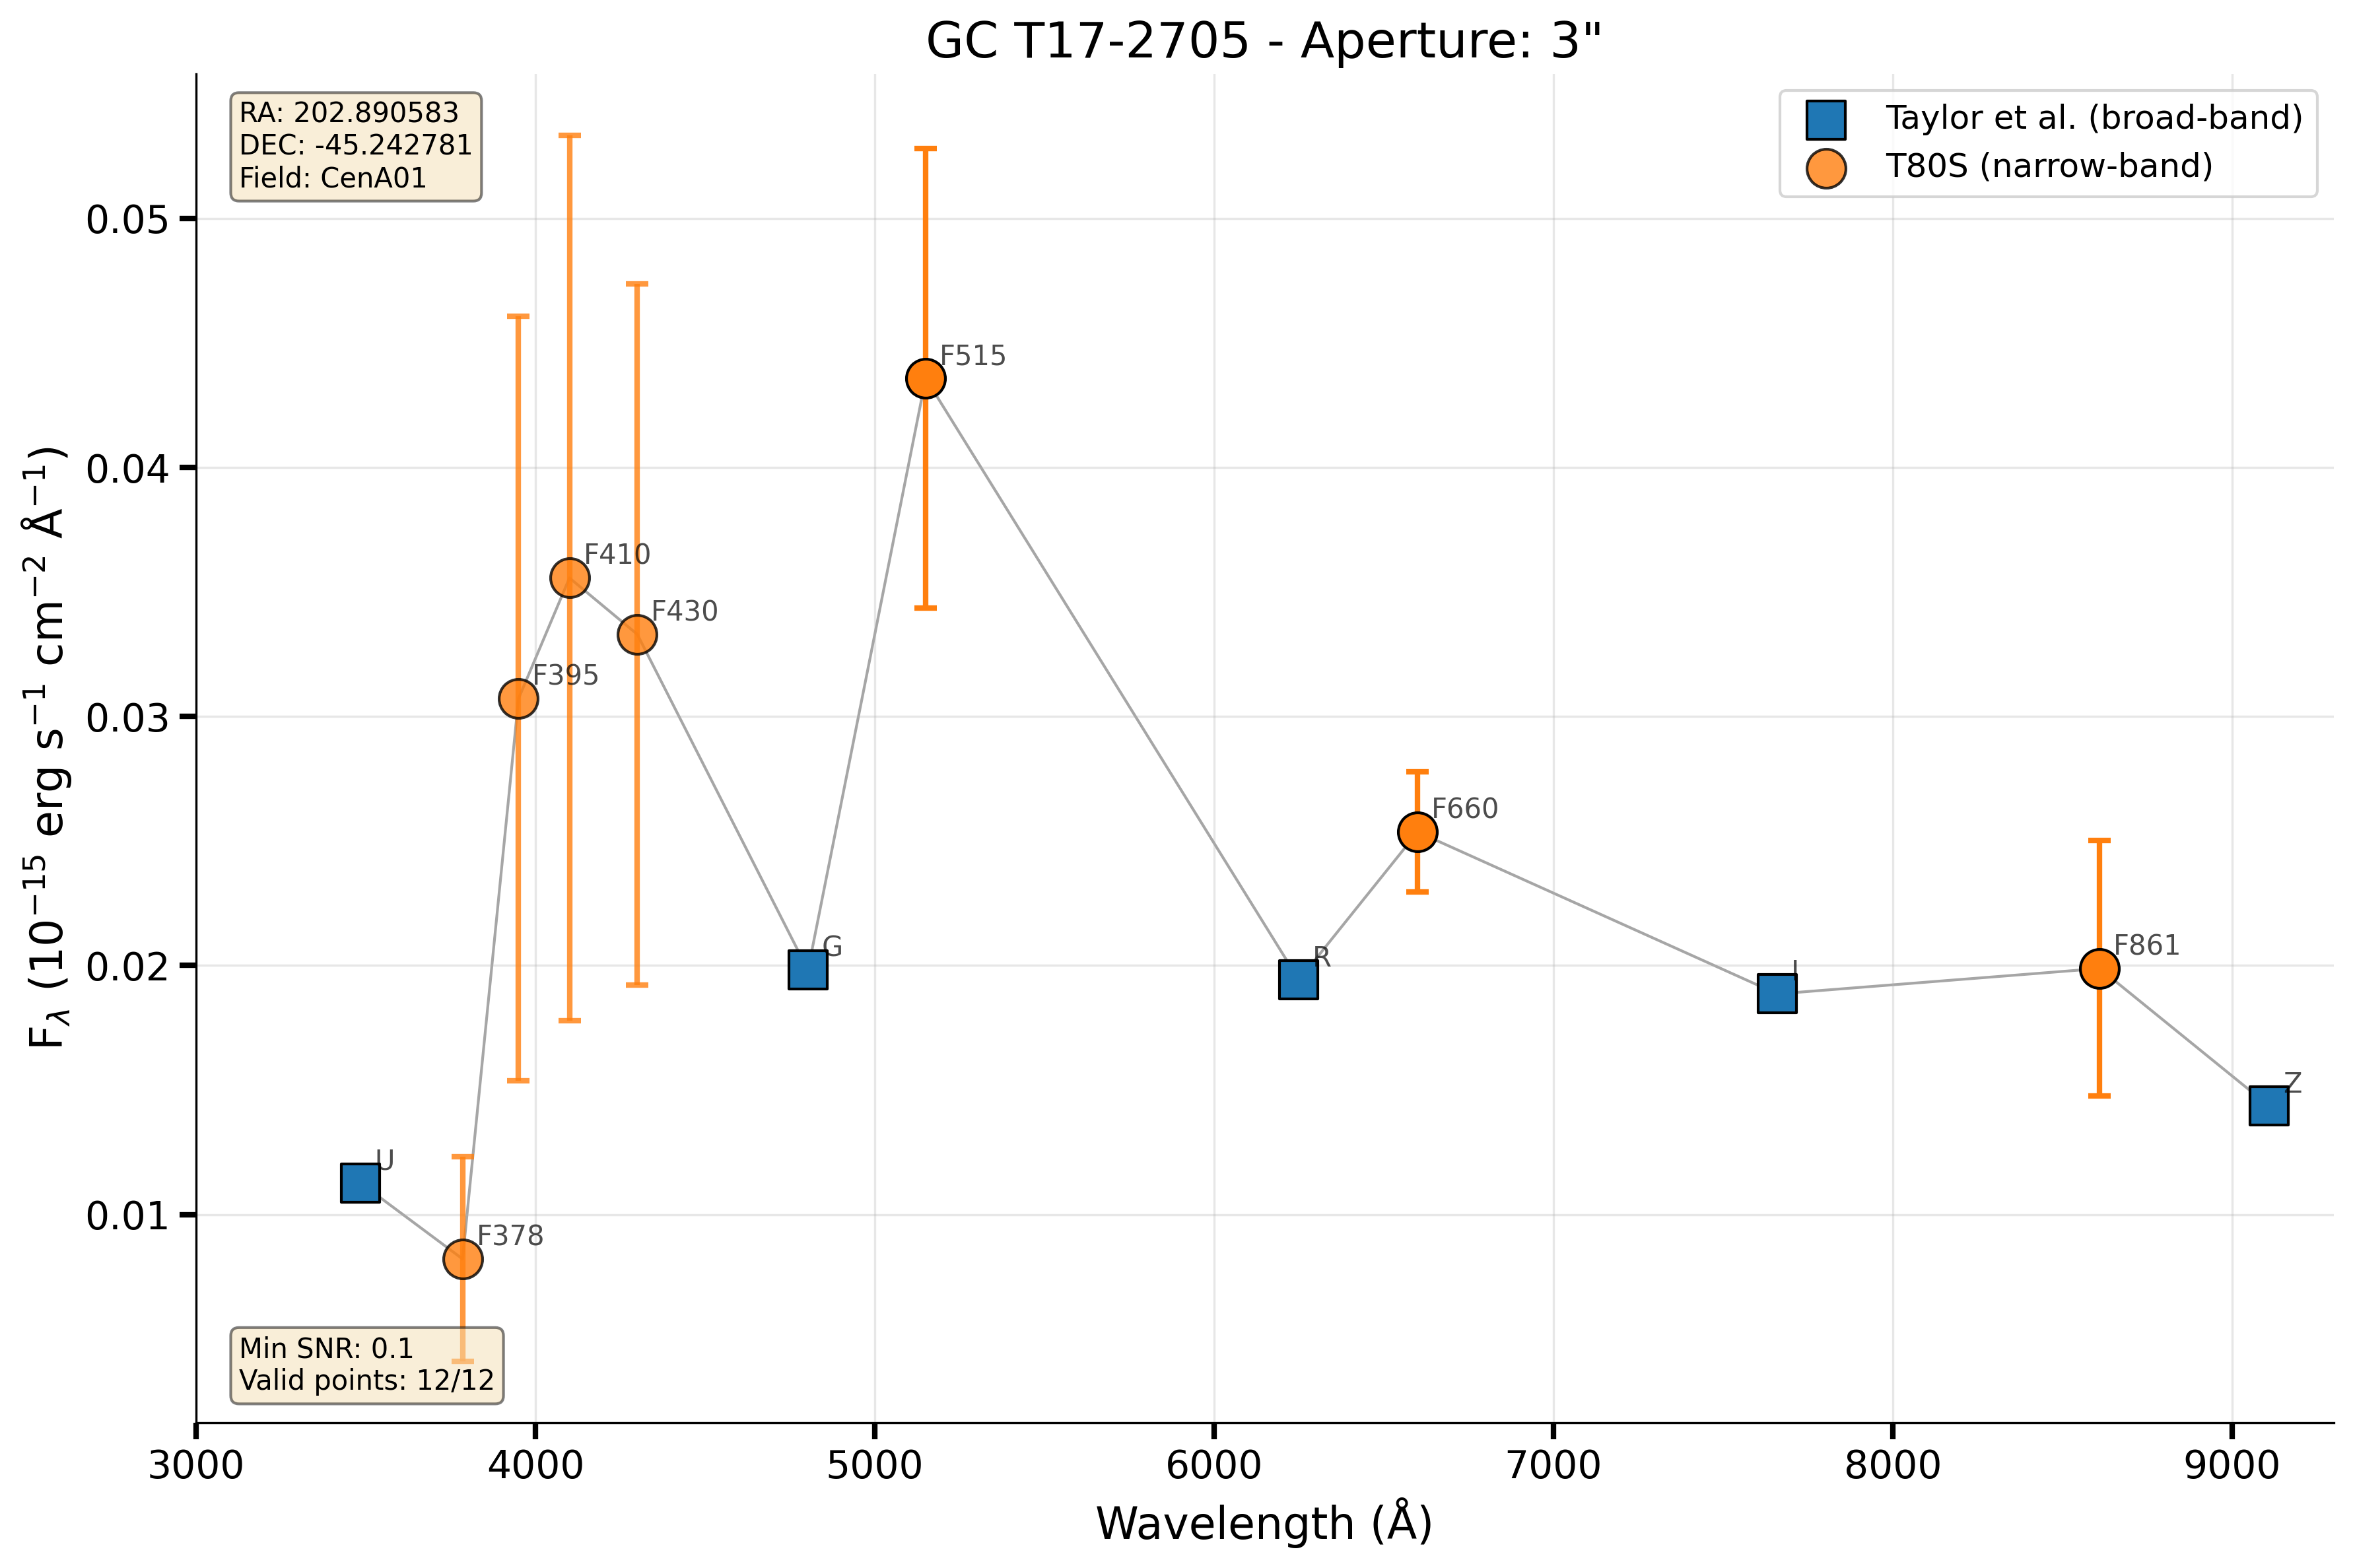 GC T17-2705 - Aperture: 3"
RA: 202.890583
DEC: -45.242781
Field: CenA01
Taylor et al. (broad-band)
T80S (narrow-band)
F515
F410
F430
F395
F660
G
R
I
F861
Z
U
F378
Min SNR: 0.1
Valid points: 12/12
0.05
0.04
0.03
0.02
0.01
Fλ (10⁻¹⁵ erg s⁻¹ cm⁻² Å⁻¹)
3000 4000 5000 6000 7000 8000 9000
Wavelength (Å)